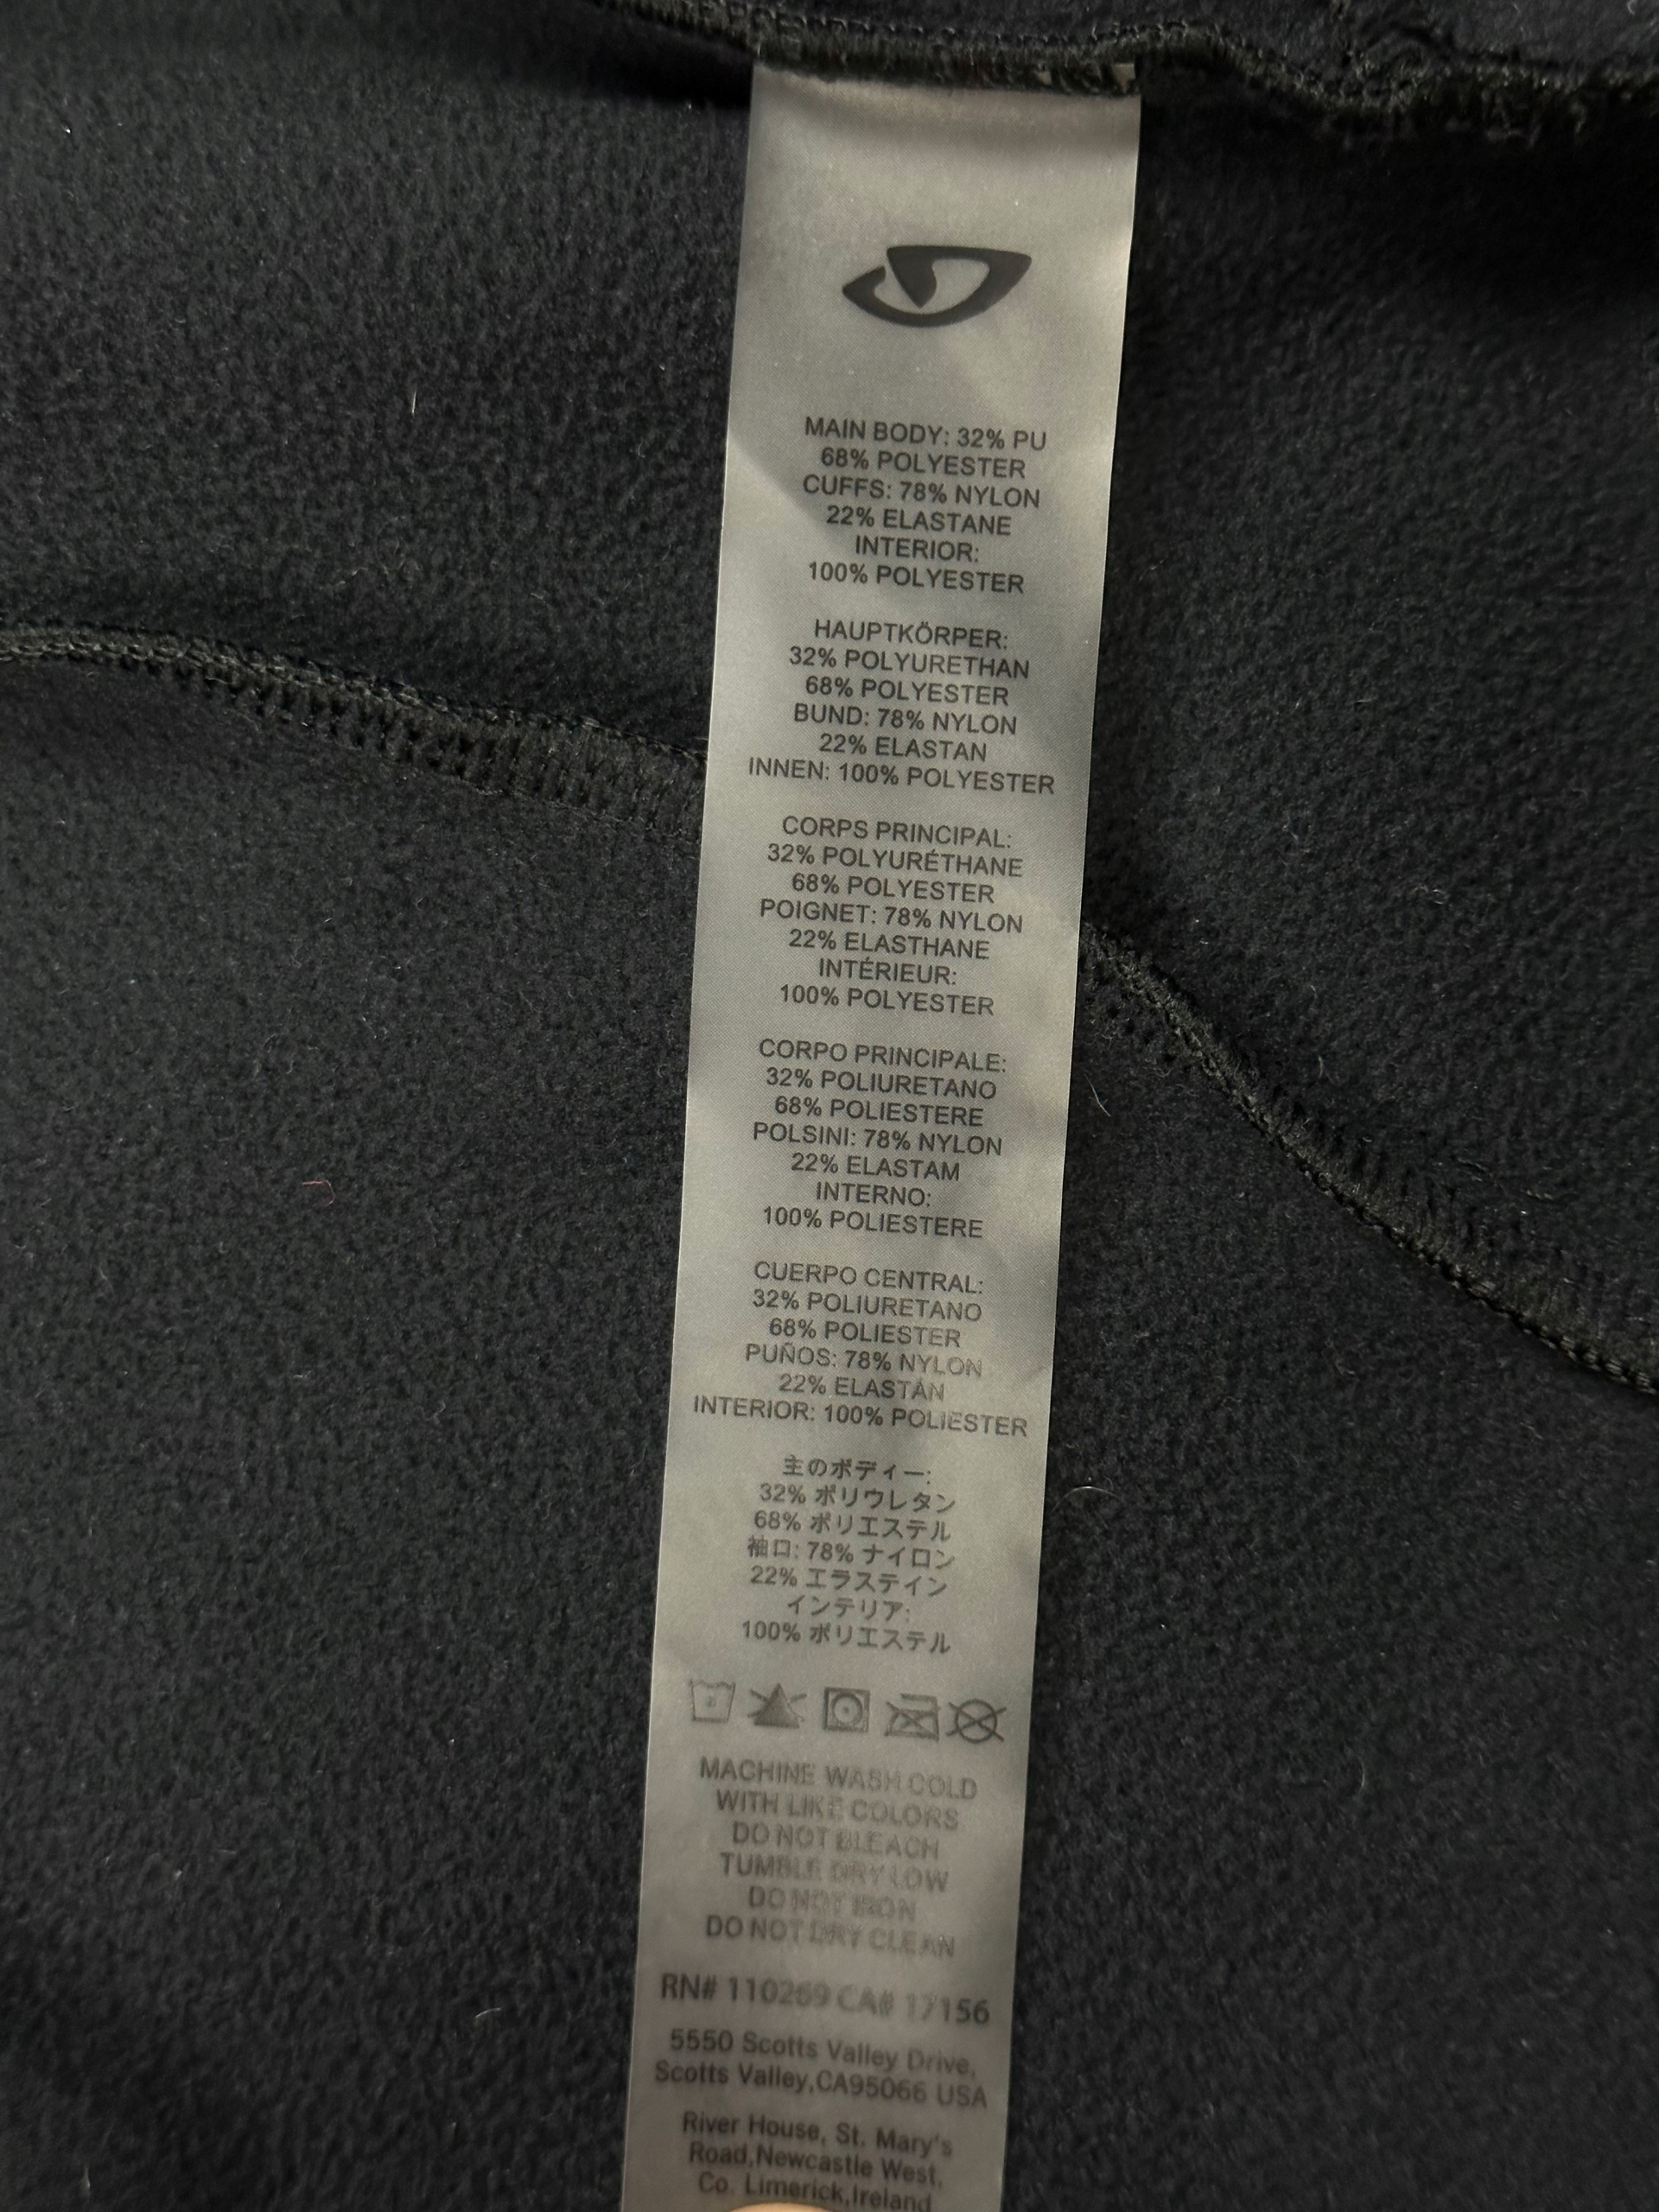 MAIN BODY: 32% PU
68% POLYESTER
CUFFS: 78% NYLON
22% ELASTANE
INTERIOR:
100% POLYESTER
HAUPTKÖRPER:
32% POLYURETHAN
68% POLYESTER
BUND: 78% NYLON
22% ELASTAN
INNEN: 100% POLYESTER
CORPS PRINCIPAL:
32% POLYURÉTHANE
68% POLYESTER
POIGNET: 78% NYLON
22% ELASTHANE
INTÉRIEUR:
100% POLYESTER
CORPO PRINCIPALE:
32% POLIURETANO
68% POLIESTERE
POLSINI: 78% NYLON
22% ELASTAM
INTERNO:
100% POLIESTERE
CUERPO CENTRAL:
32% POLIURETANO
68% POLIESTER
PUÑOS: 78% NYLON
22% ELASTÁN
INTERIOR: 100% POLIESTER
主のボディー:
32% ポリウレタン
68% ポリエステル
袖口: 78% ナイロン
22% エラステイン
インテリア:
100% ポリエステル
MACHINE WASH COLD
WITH LIKE COLORS
DO NOT BLEACH
TUMBLE DRY LOW
DO NOT IRON
DO NOT DRY CLEAN
RN# 110269 CA# 17156
5550 Scotts Valley Drive,
Scotts Valley,CA95066 USA
River House, St. Mary's
Road,Newcastle West,
Co. Limerick,Ireland